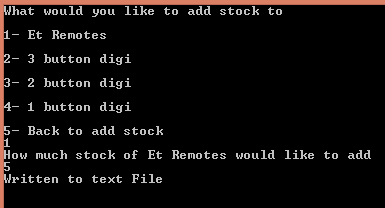 What would you like to add stock to
1- Et Remotes
2- 3 button digi
3- 2 button digi
4- 1 button digi
5- Back to add stock
1
How much stock of Et Remotes would like to add
5
Written to text File